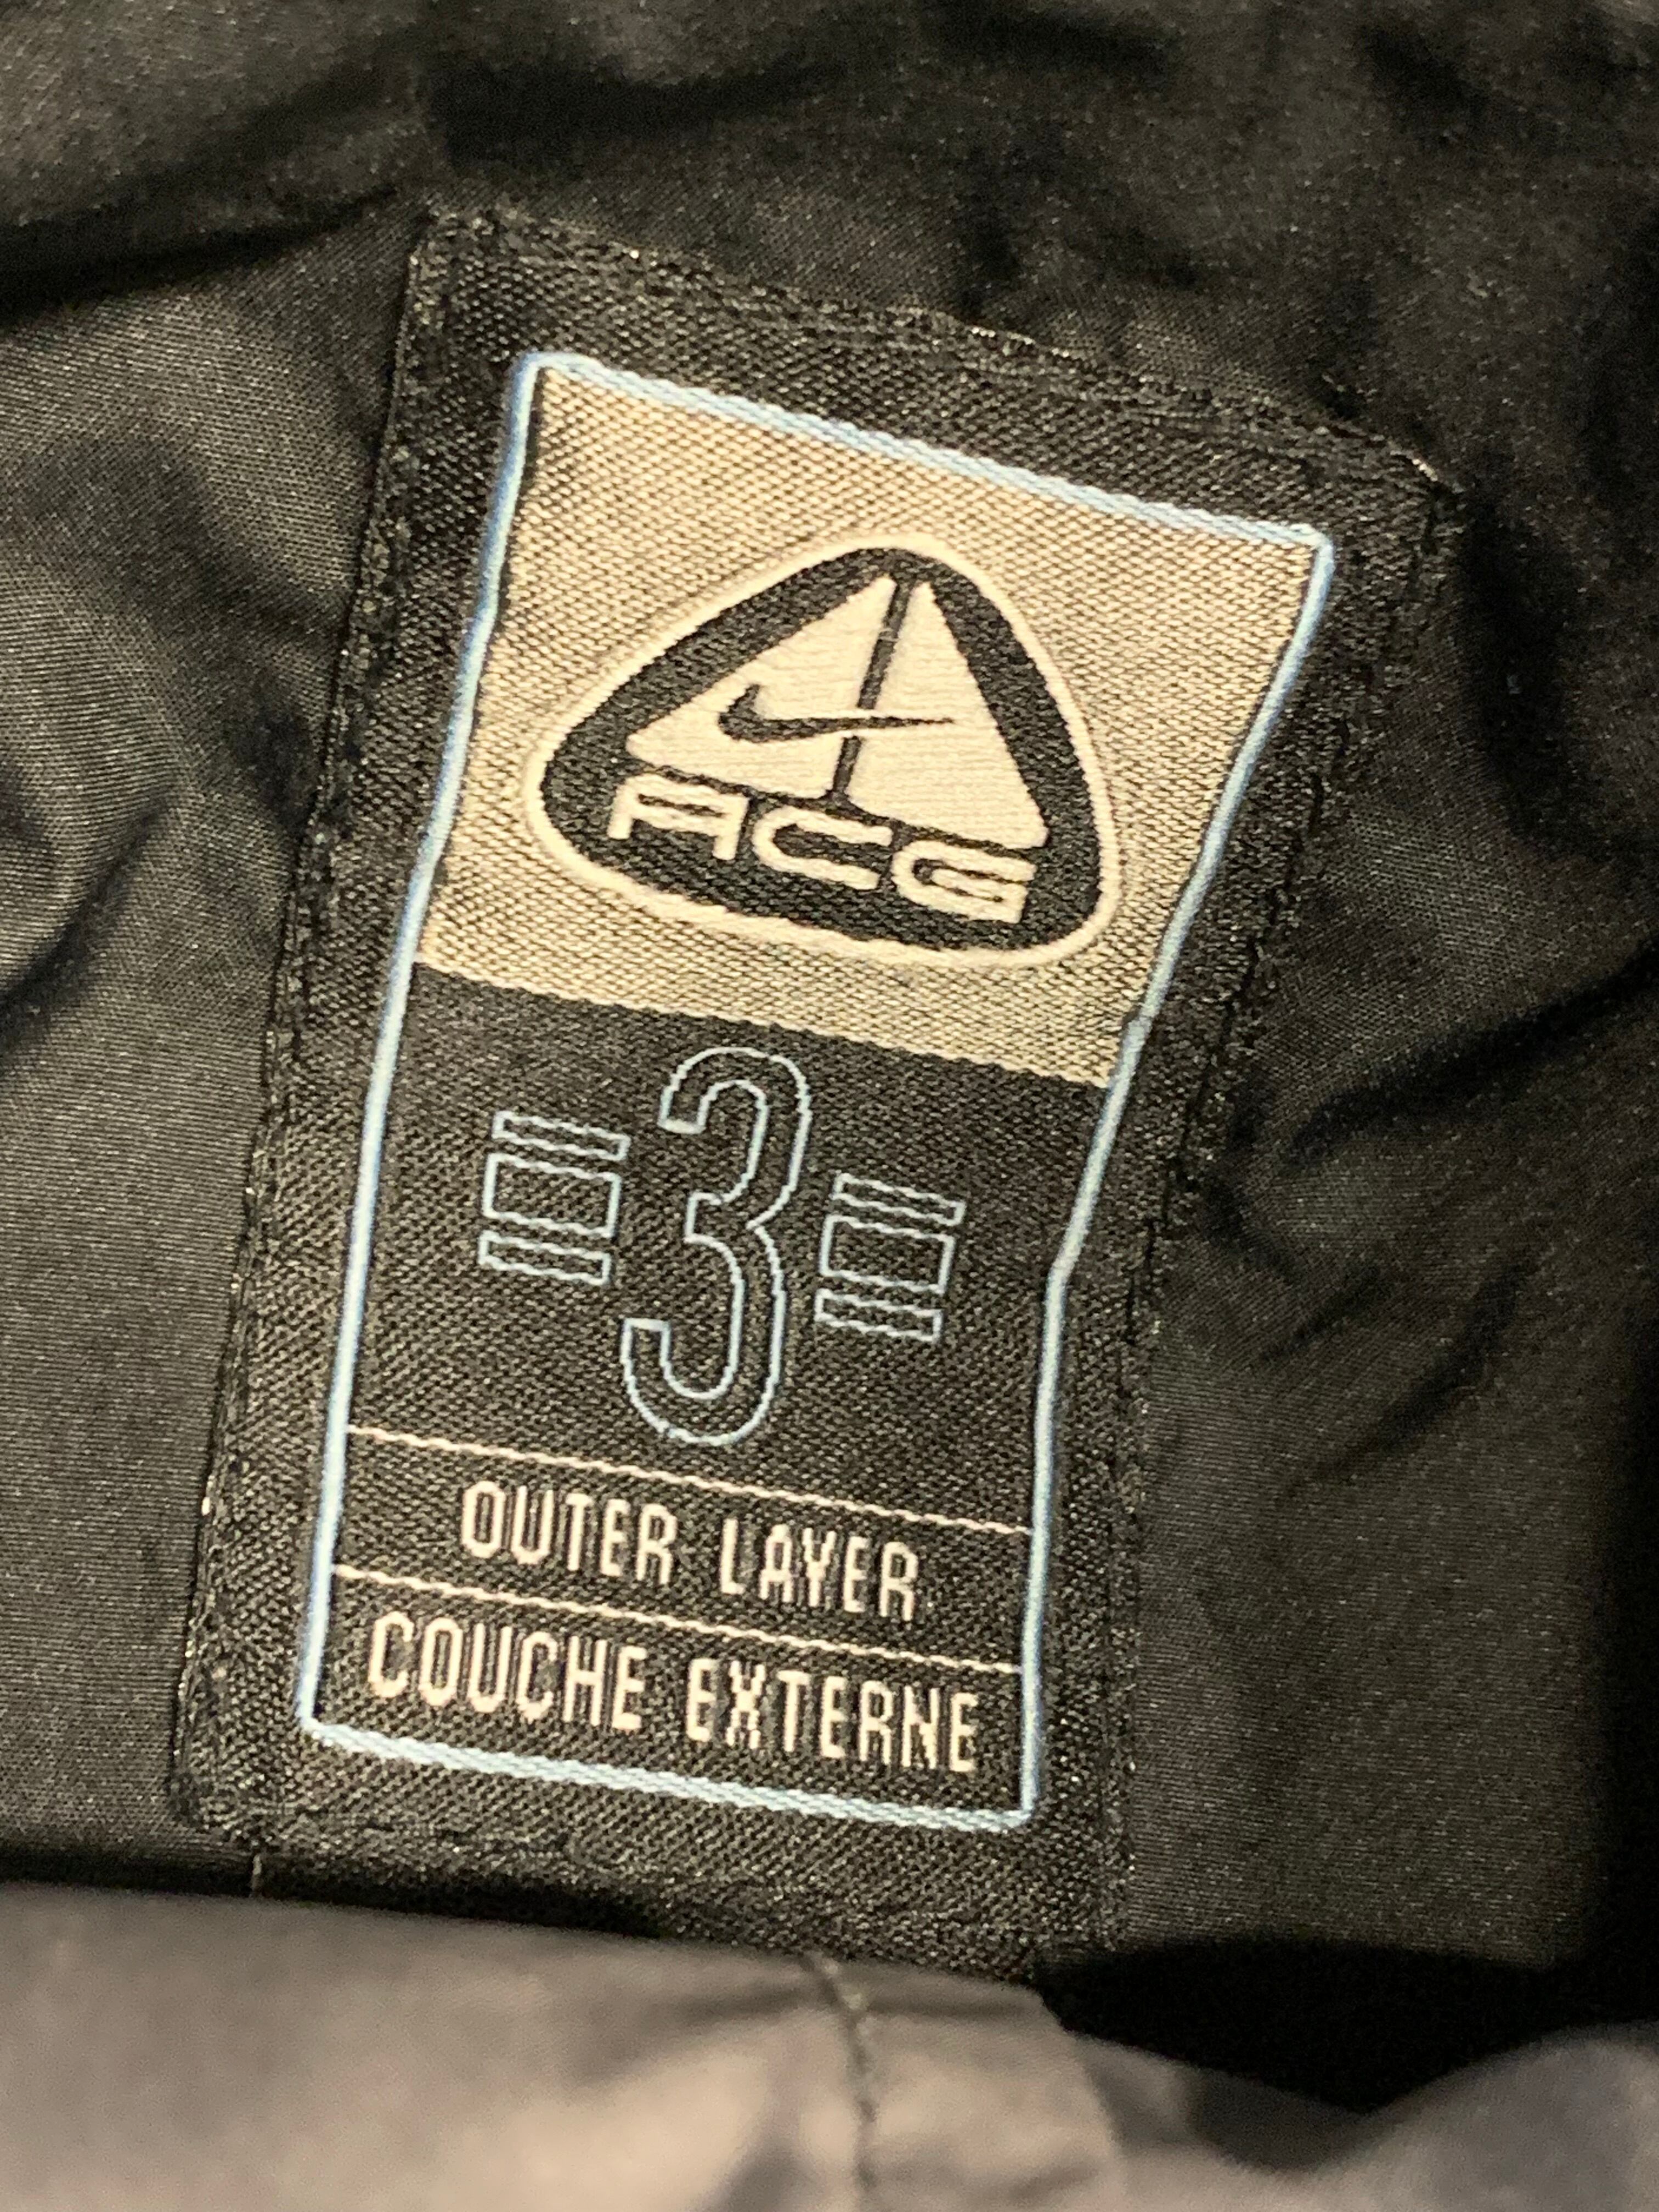 ACG
3
OUTER LAYER
COUCHE EXTERNE